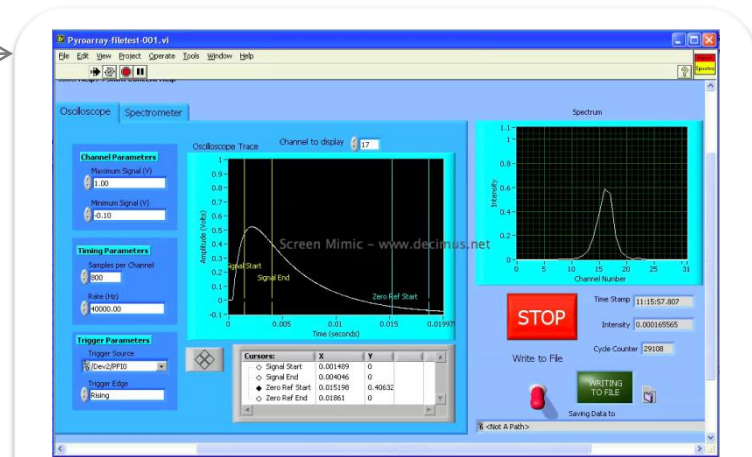 Pyroarray-filetest-001.vi
File Edit View Project Operate Tools Window Help
Oscilloscope Spectrometer
Channel Parameters
Maximum Signal (V)
1.00
Minimum Signal (V)
-0.10
Timing Parameters
Samples per Channel
800
Rate (Hz)
40000.00
Trigger Parameters
Trigger Source
/Dev2/PFI0
Trigger Edge
Rising
Oscilloscope Trace Channel to display 17
Amplitude (Volts)
1-
0.9-
0.8-
0.7-
0.6-
0.5-
0.4-
0.3-
0.2-
0.1-
0-
-0.1-
Signal Start
Signal End
Zero Ref Start
Screen Mimic - www.decimus.net
0 0.005 0.01 0.015 0.01997
Time (seconds)
Cursors: X Y
Signal Start 0.001489 0
Signal End 0.004046 0
Zero Ref Start 0.015198 0.40632
Zero Ref End 0.01861 0
Spectrum
Intensity
1.1-
1-
0.8-
0.6-
0.4-
0.2-
0-
0 5 10 15 20 25 31
Channel Number
STOP
Time Stamp 11:15:57.807
Intensity 0.000165565
Cycle Counter 29108
Write to File
WRITING
TO FILE
Saving Data to
<Not A Path>